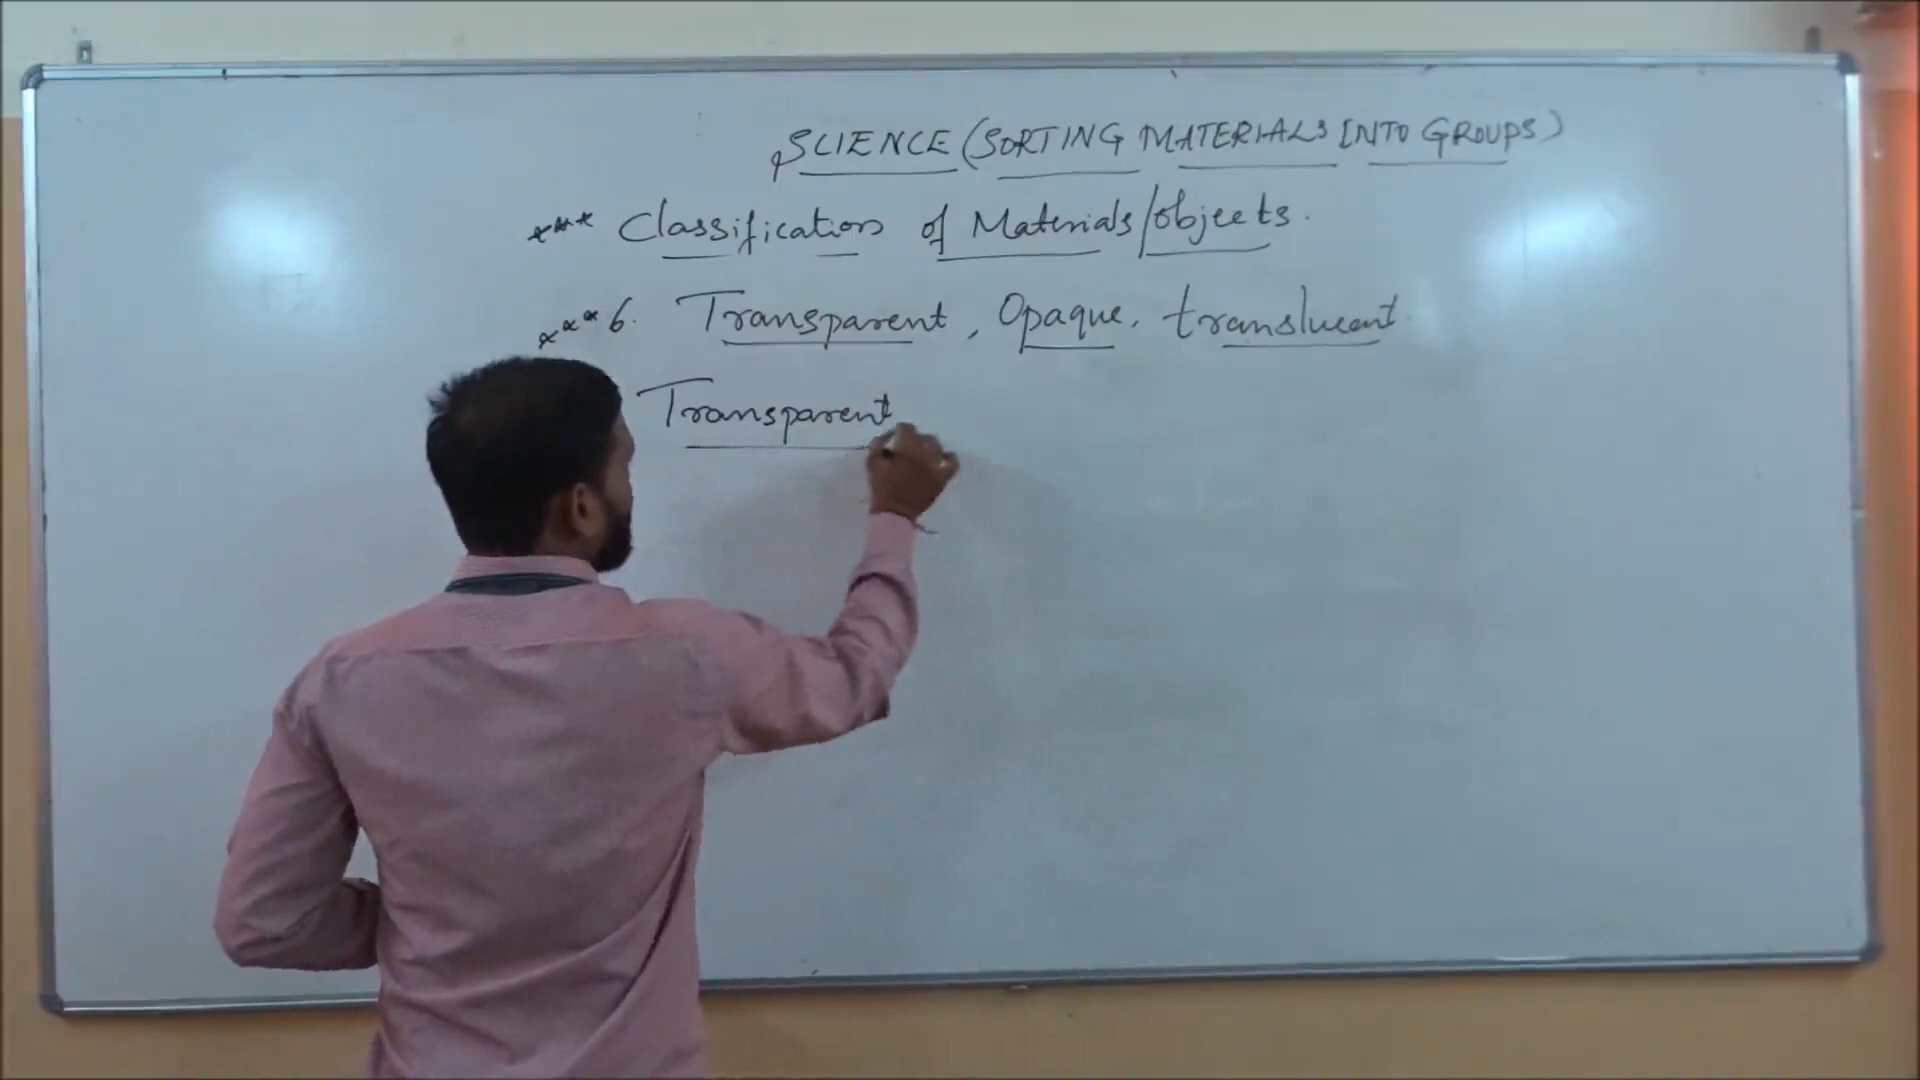 SCIENCE (SORTING MATERIALS INTO GROUPS)
*** Classification of Materials/objects.
*** 6. Transparent, Opaque, translucent
Transparent